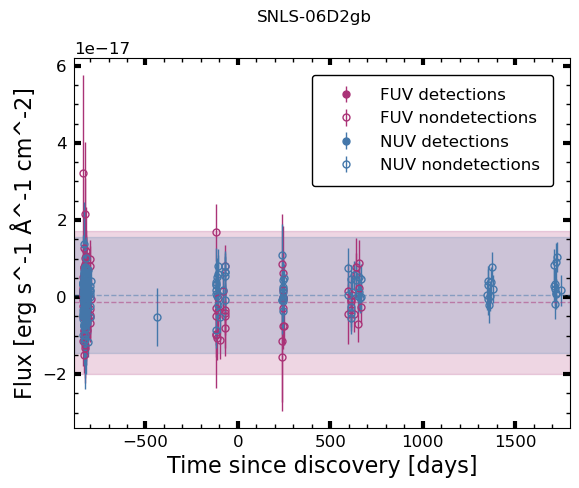 SNLS-06D2gb
1e−17
6
4
2
0
−2
Flux [erg s^-1 Å^-1 cm^-2]
FUV detections
FUV nondetections
NUV detections
NUV nondetections
−500 0 500 1000 1500
Time since discovery [days]